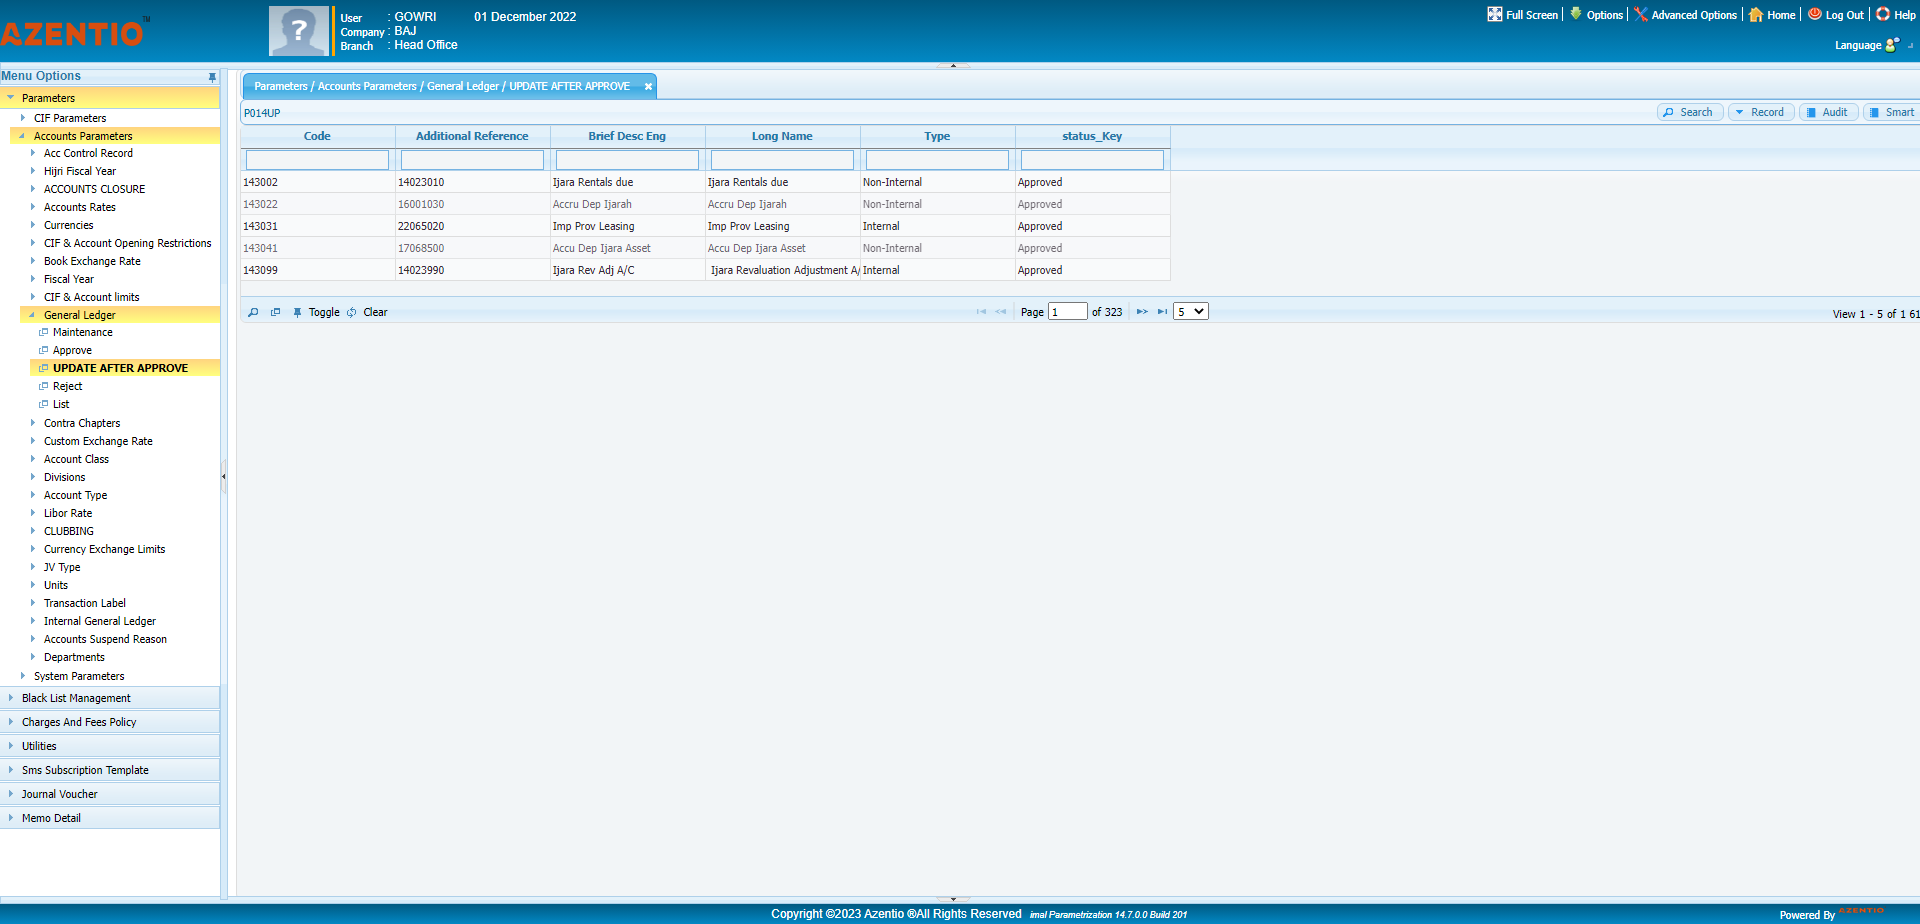 AZENTIO™
User : GOWRI 01 December 2022
Company : BAJ
Branch : Head Office
Full Screen | Options | Advanced Options | Home | Log Out | Help
Language
Menu Options
Parameters
CIF Parameters
Accounts Parameters
Acc Control Record
Hijri Fiscal Year
ACCOUNTS CLOSURE
Accounts Rates
Currencies
CIF & Account Opening Restrictions
Book Exchange Rate
Fiscal Year
CIF & Account limits
General Ledger
Maintenance
Approve
UPDATE AFTER APPROVE
Reject
List
Contra Chapters
Custom Exchange Rate
Account Class
Divisions
Account Type
Libor Rate
CLUBBING
Currency Exchange Limits
JV Type
Units
Transaction Label
Internal General Ledger
Accounts Suspend Reason
Departments
System Parameters
Black List Management
Charges And Fees Policy
Utilities
Sms Subscription Template
Journal Voucher
Memo Detail
Parameters / Accounts Parameters / General Ledger / UPDATE AFTER APPROVE
P014UP Search Record Audit Smart
Code Additional Reference Brief Desc Eng Long Name Type status_Key
143002 14023010 Ijara Rentals due Ijara Rentals due Non-Internal Approved
143022 16001030 Accru Dep Ijarah Accru Dep Ijarah Non-Internal Approved
143031 22065020 Imp Prov Leasing Imp Prov Leasing Internal Approved
143041 17068500 Accu Dep Ijara Asset Accu Dep Ijara Asset Non-Internal Approved
143099 14023990 Ijara Rev Adj A/C Ijara Revaluation Adjustment A/ Internal Approved
Toggle Clear Page 1 of 323 5 View 1 - 5 of 1 61
Copyright ©2023 Azentio ®All Rights Reserved imal Parametrization 14.7.0.0 Build 201
Powered By AZENTIO